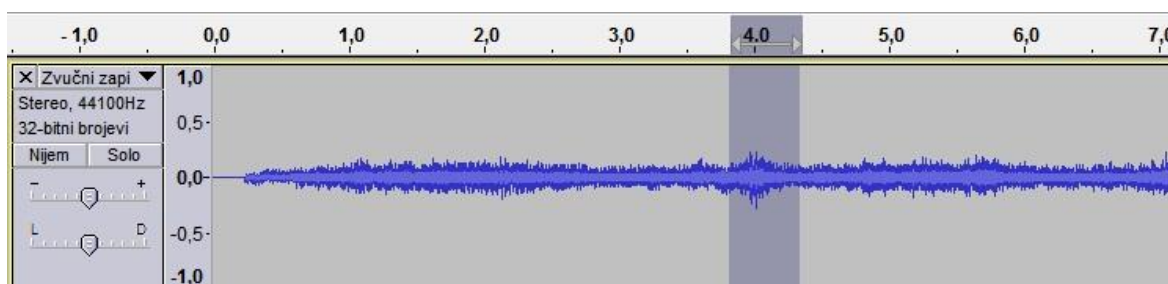 - 1,0 0,0 1,0 2,0 3,0 4,0 5,0 6,0 7,0
X Zvučni zapi ▼ 1,0
Stereo, 44100Hz
32-bitni brojevi 0,5
Nijem Solo
- + 0,0
L D -0,5
-1,0